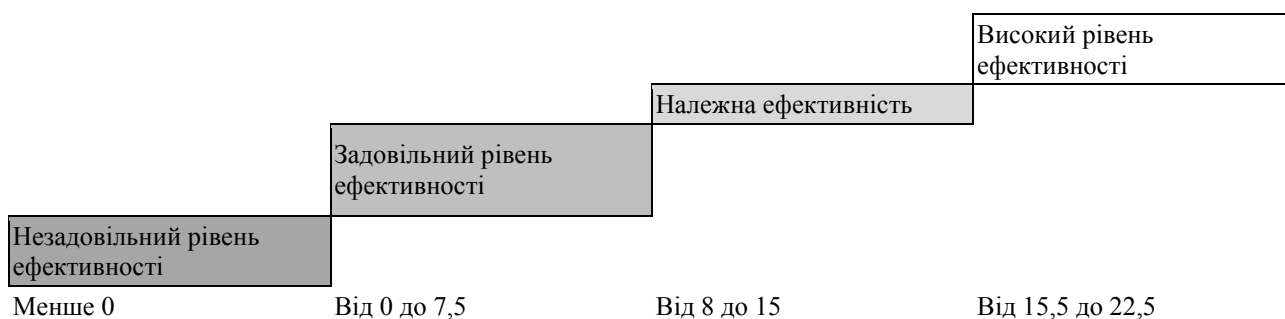 Високий рівень
ефективності
Належна ефективність
Задовільний рівень
ефективності
Незадовільний рівень
ефективності
Менше 0
Від 0 до 7,5
Від 8 до 15
Від 15,5 до 22,5